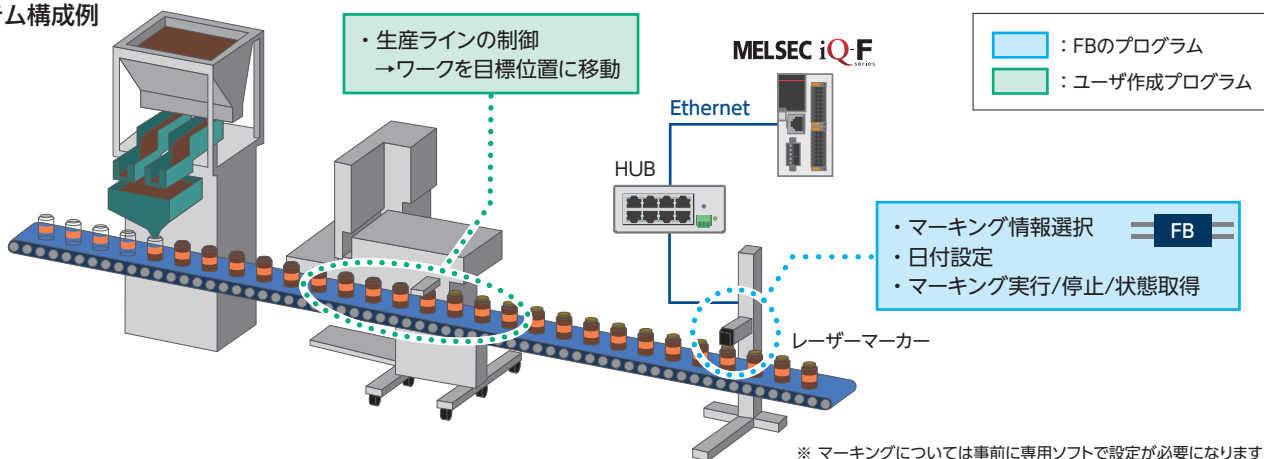 テム構成例
・生産ラインの制御
→ワークを目標位置に移動
MELSEC iQ-F
series
：FBのプログラム
：ユーザ作成プログラム
Ethernet
HUB
・マーキング情報選択
・日付設定
・マーキング実行/停止/状態取得
FB
レーザーマーカー
※ マーキングについては事前に専用ソフトで設定が必要になります